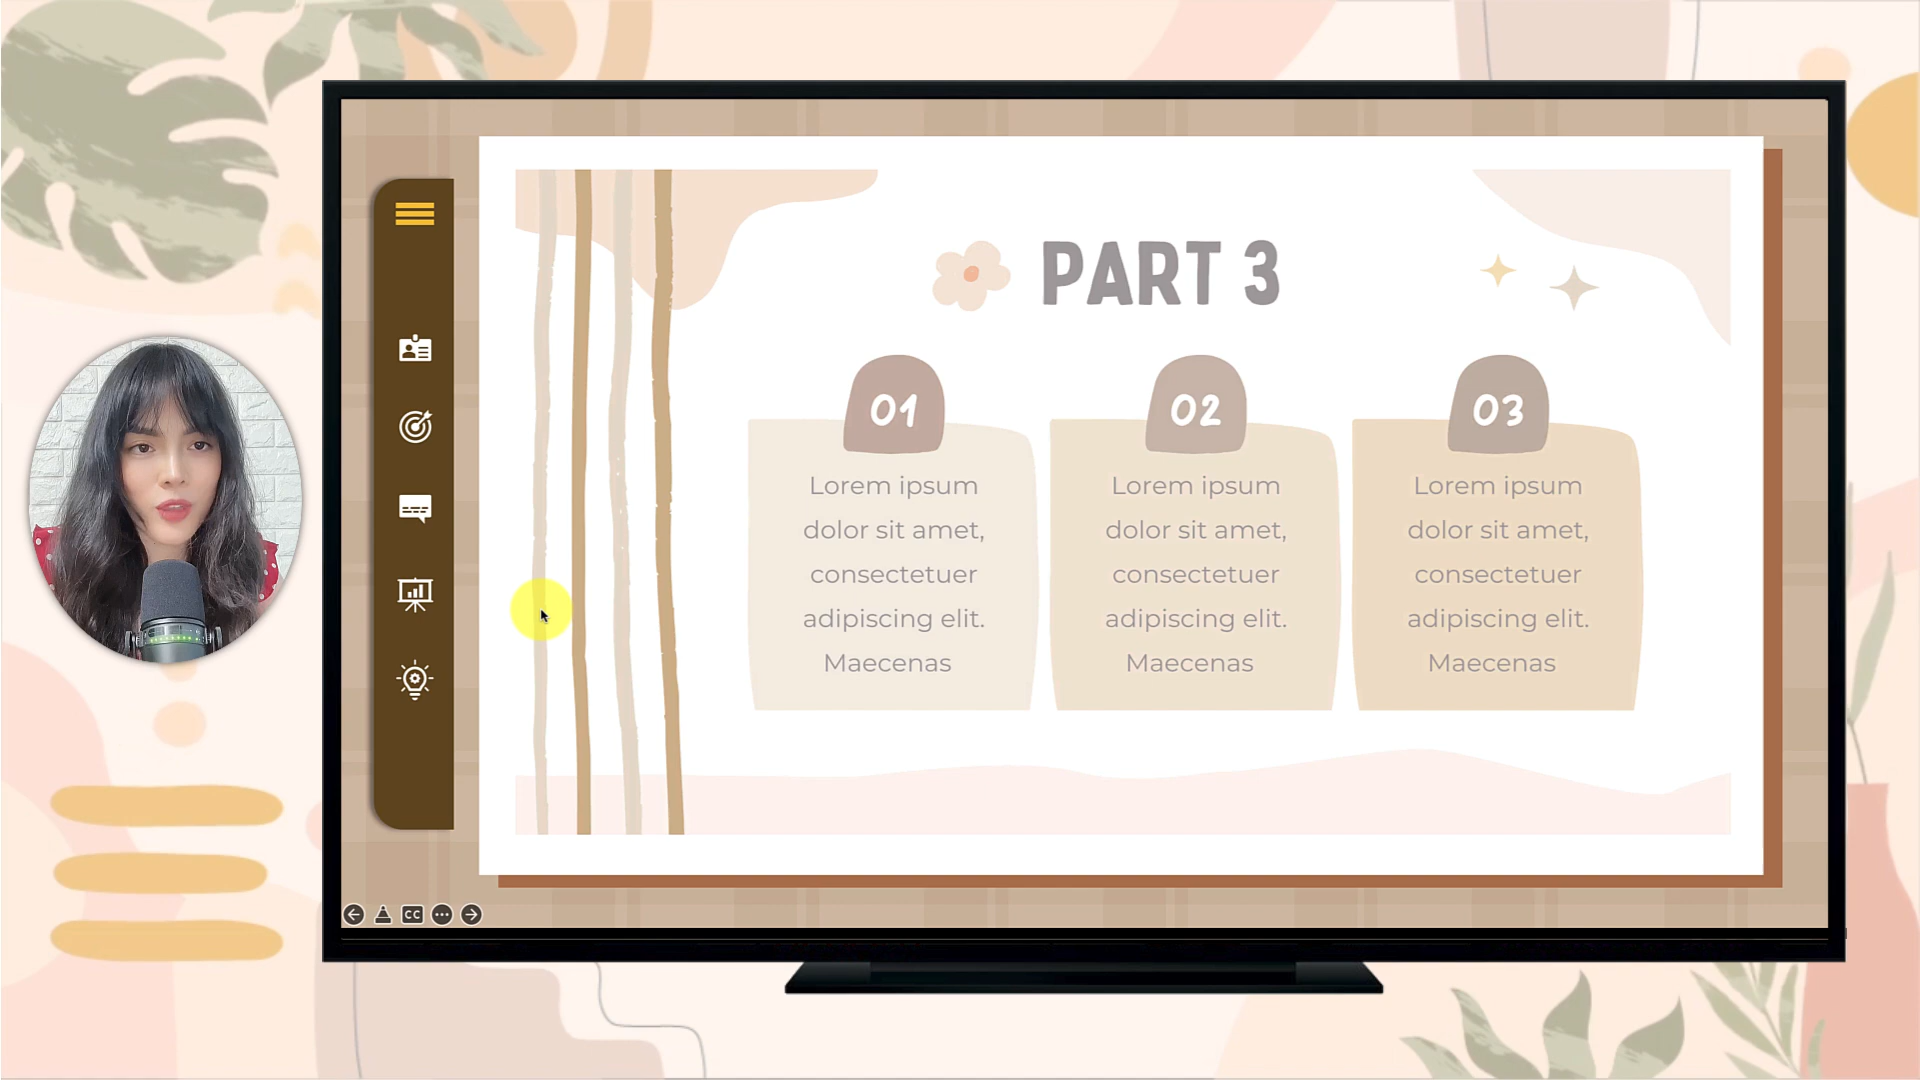 PART 3
01
Lorem ipsum
dolor sit amet,
consectetuer
adipiscing elit.
Maecenas
02
Lorem ipsum
dolor sit amet,
consectetuer
adipiscing elit.
Maecenas
03
Lorem ipsum
dolor sit amet,
consectetuer
adipiscing elit.
Maecenas
CC